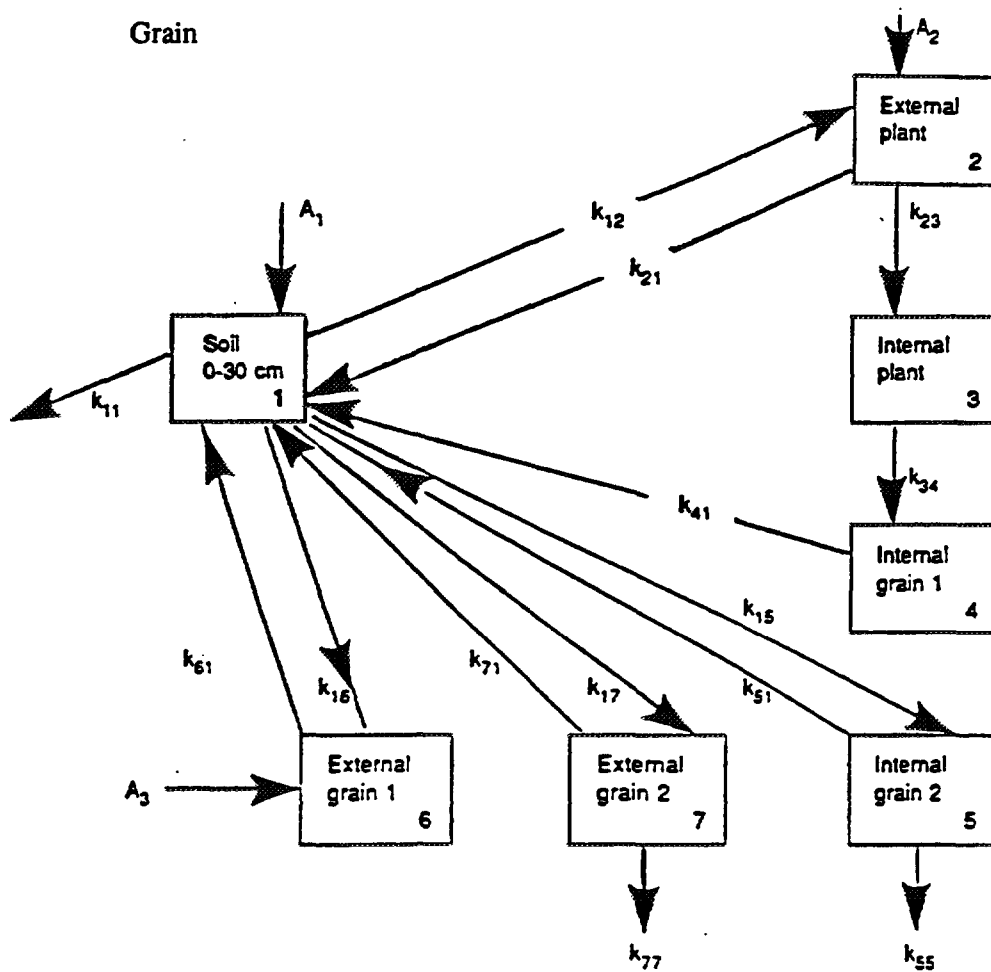 Grain
A₂
External
plant
2
k₁₂
k₂₃
A₁
k₂₁
Soil
0-30 cm
1
Internal
plant
3
k₁₁
k₃₄
k₄₁
Internal
grain 1
4
k₁₅
k₆₁
k₁₆
k₇₁
k₁₇
k₅₁
External
grain 1
6
External
grain 2
7
Internal
grain 2
5
A₃
k₇₇
k₅₅